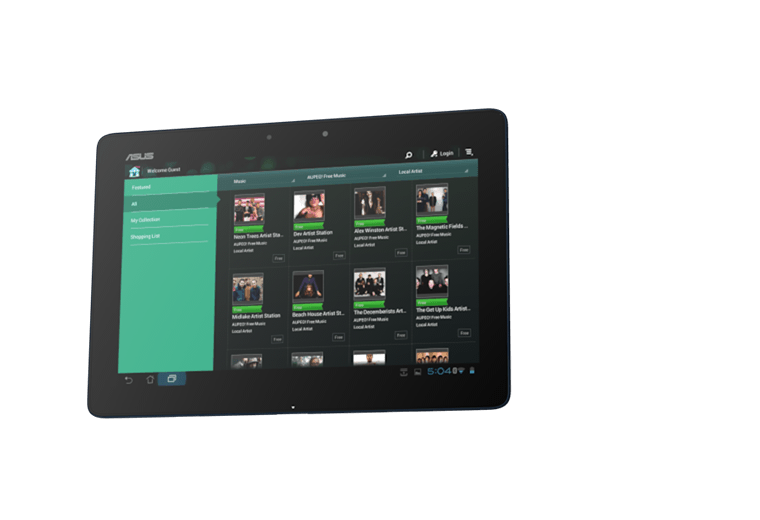 ASUS
Login
Welcome Guest
Featured
All
My Collection
Shopping List
Music
AUPEO! Free Music
Local Artist
Free
Neon Trees Artist Sta...
AUPEO! Free Music
Local Artist
Free
Free
Dev Artist Station
AUPEO! Free Music
Local Artist
Free
Free
Alex Winston Artist St...
AUPEO! Free Music
Local Artist
Free
Free
The Magnetic Fields ...
AUPEO! Free Music
Local Artist
Free
Free
Midlake Artist Station
AUPEO! Free Music
Local Artist
Free
Free
Beach House Artist St...
AUPEO! Free Music
Local Artist
Free
Free
The Decemberists Art...
AUPEO! Free Music
Local Artist
Free
Free
The Get Up Kids Artist...
AUPEO! Free Music
Local Artist
Free
5:04